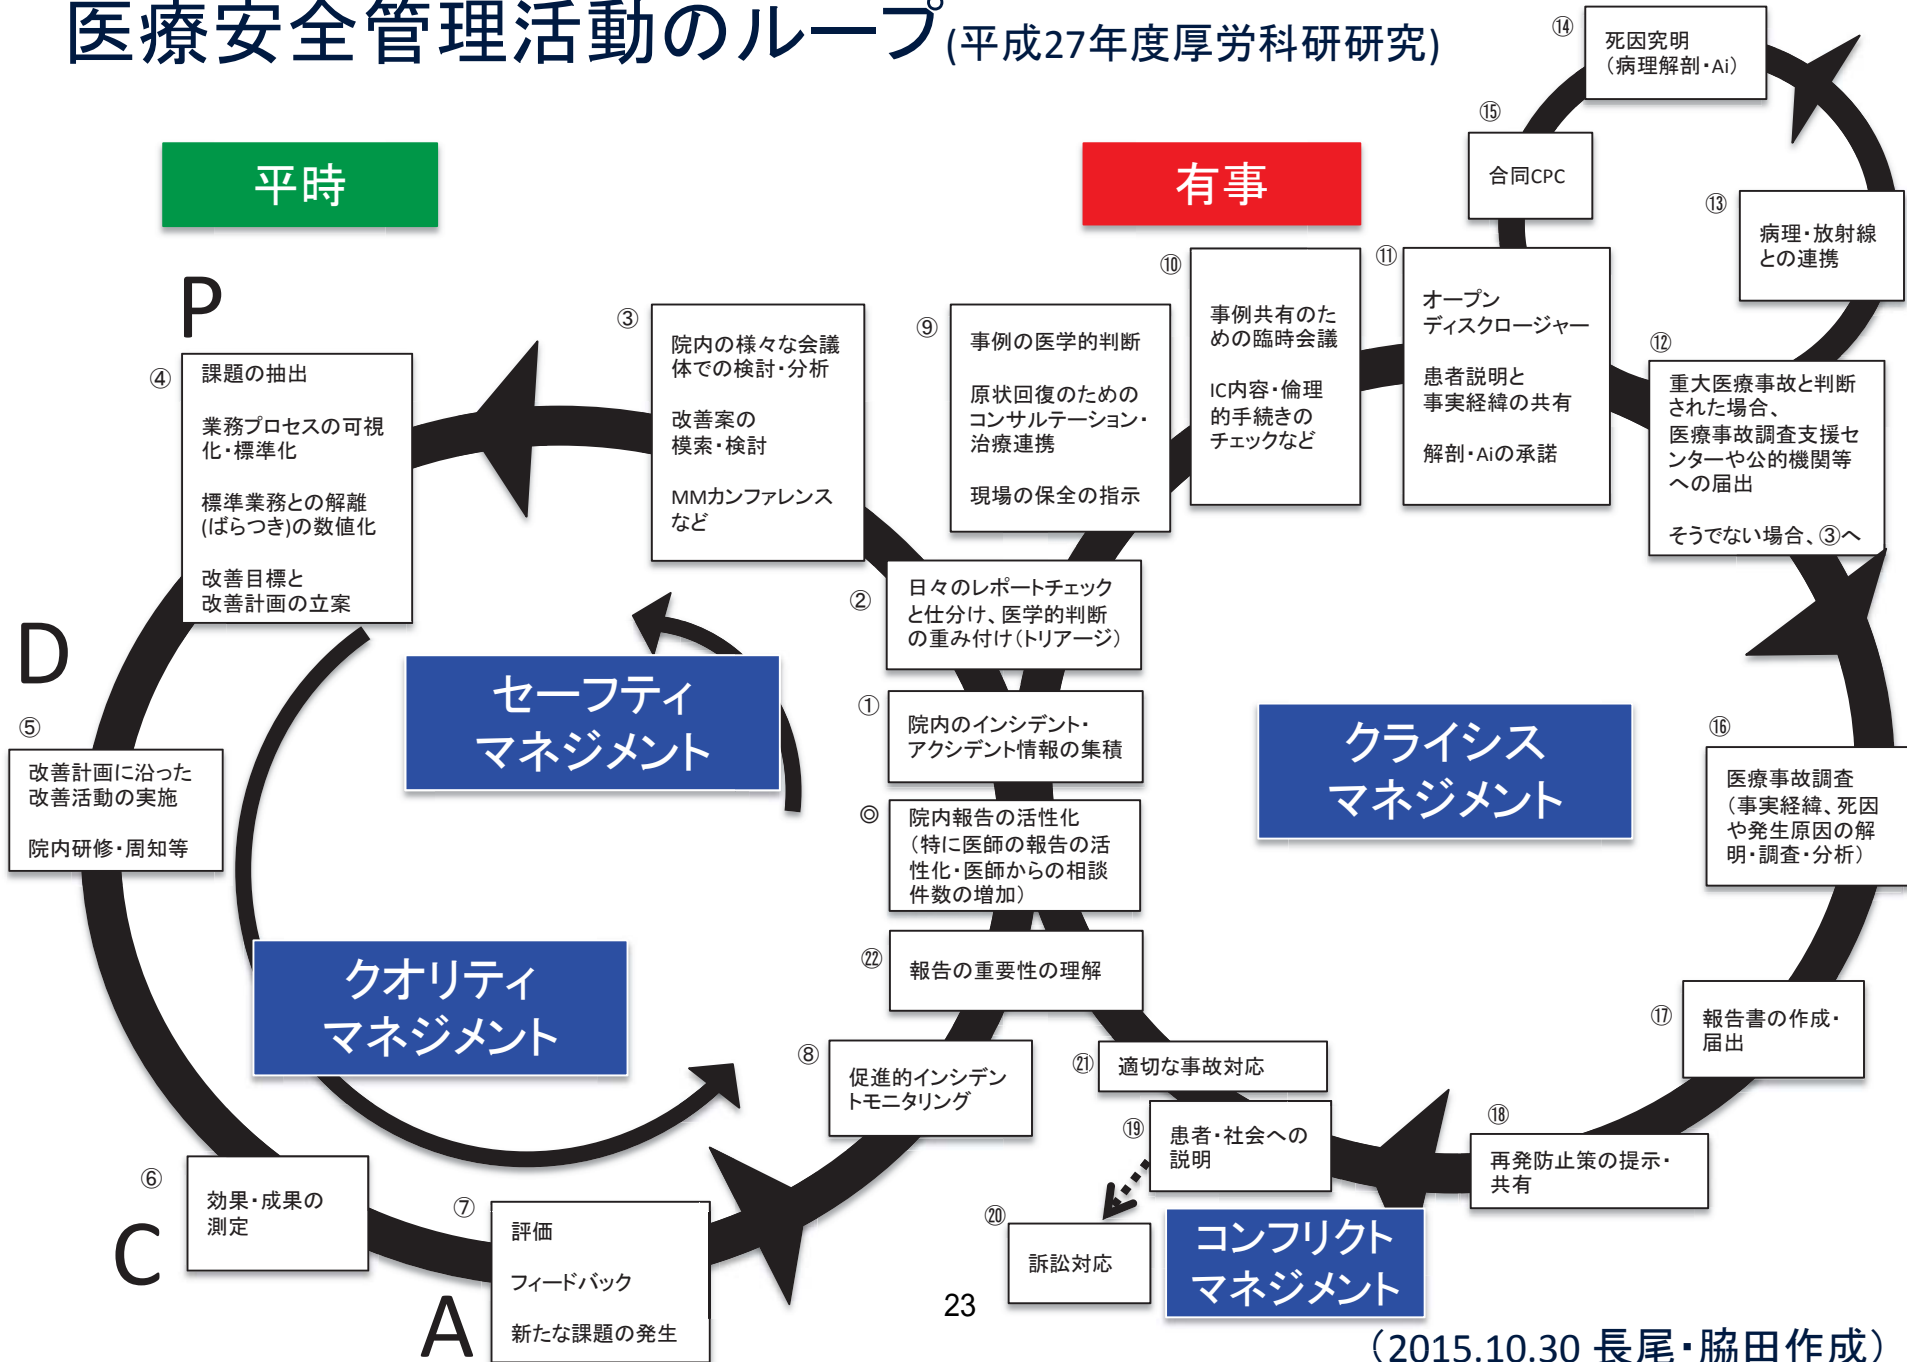 医療安全管理活動のループ(平成27年度厚労科研研究)
平時
有事
P
D
C
A
◎
院内報告の活性化
（特に医師の報告の活
性化・医師からの相談
件数の増加）
①
院内のインシデント・
アクシデント情報の集積
②
日々のレポートチェック
と仕分け、医学的判断
の重み付け（トリアージ）
③
院内の様々な会議
体での検討・分析
改善案の
模索・検討
MMカンファレンス
など
④
課題の抽出
業務プロセスの可視
化・標準化
標準業務との解離
(ばらつき)の数値化
改善目標と
改善計画の立案
⑤
改善計画に沿った
改善活動の実施
院内研修・周知等
⑥
効果・成果の
測定
⑦
評価
フィードバック
新たな課題の発生
⑧
促進的インシデン
トモニタリング
セーフティ
マネジメント
クオリティ
マネジメント
⑨
事例の医学的判断
原状回復のための
コンサルテーション・
治療連携
現場の保全の指示
⑩
事例共有のた
めの臨時会議
IC内容・倫理
的手続きの
チェックなど
⑪
オープン
ディスクロージャー
患者説明と
事実経緯の共有
解剖・Aiの承諾
⑫
重大医療事故と判断
された場合、
医療事故調査支援セ
ンターや公的機関等
への届出
そうでない場合、③へ
⑬
病理・放射線
との連携
⑭
死因究明
（病理解剖・Ai）
⑮
合同CPC
クライシス
マネジメント
⑯
医療事故調査
（事実経緯、死因
や発生原因の解
明・調査・分析）
⑰
報告書の作成・
届出
⑱
再発防止策の提示・
共有
⑲
患者・社会への
説明
⑳
訴訟対応
㉑
適切な事故対応
㉒
報告の重要性の理解
コンフリクト
マネジメント
23
（2015.10.30 長尾・脇田作成）